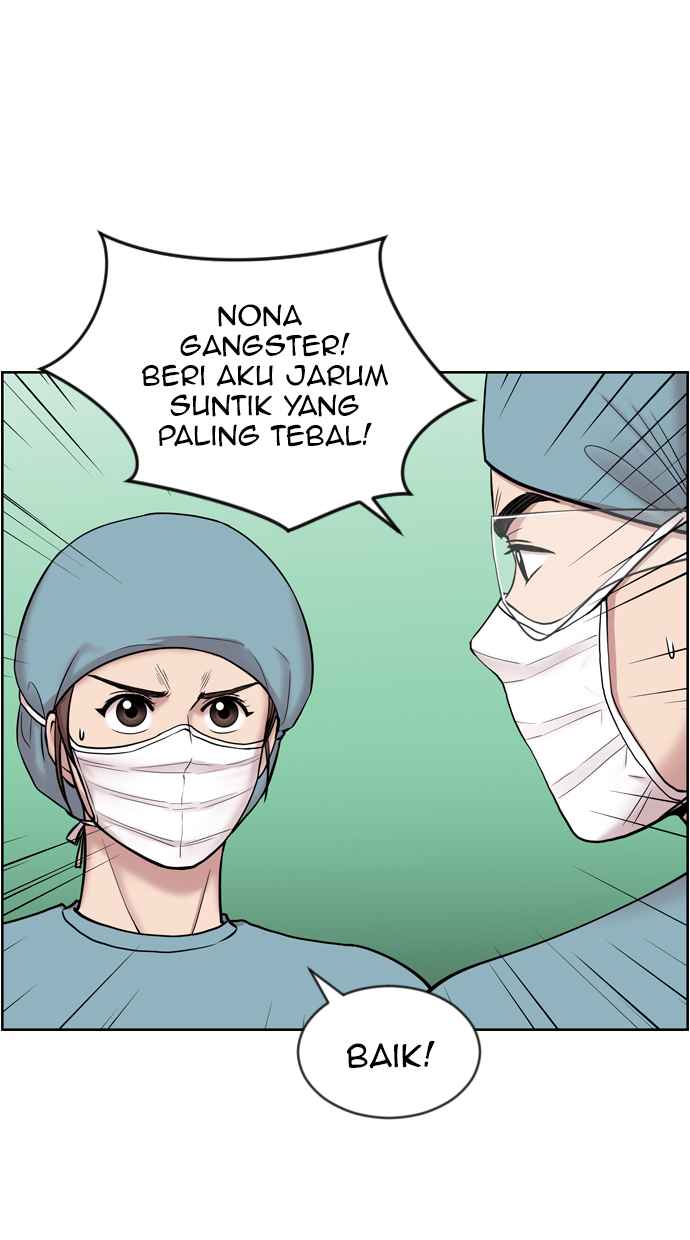 NONA
GANGSTER!
BERI AKU JARUM
SUNTIK YANG
PALING TEBAL!
BAIK!